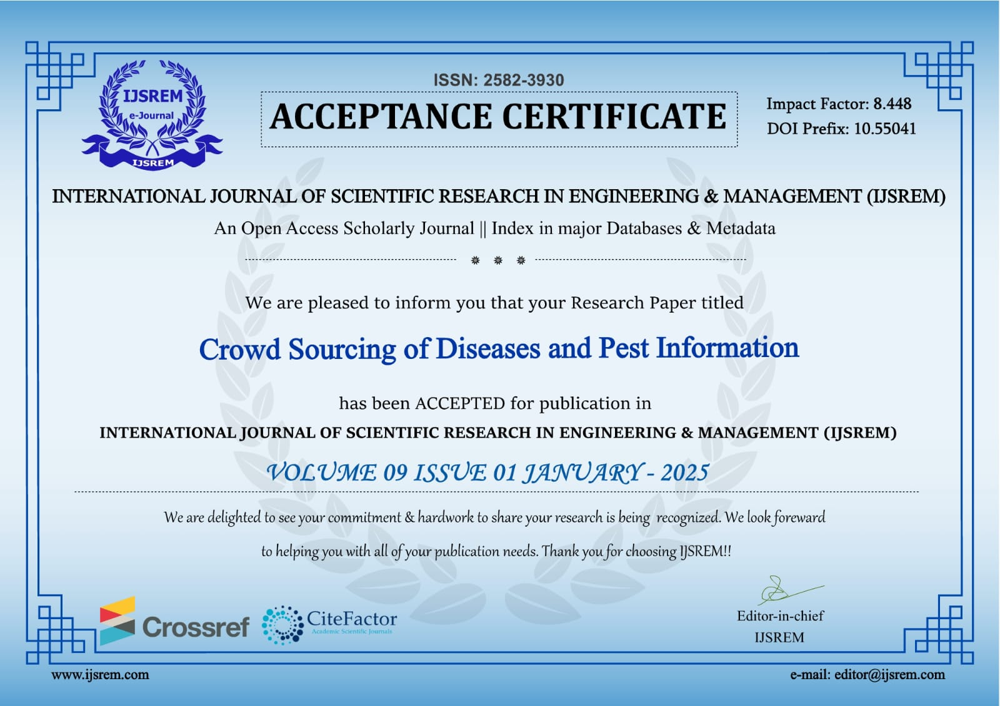 IJSREM
e-Journal
IJSREM
ISSN: 2582-3930
ACCEPTANCE CERTIFICATE
Impact Factor: 8.448
DOI Prefix: 10.55041
INTERNATIONAL JOURNAL OF SCIENTIFIC RESEARCH IN ENGINEERING & MANAGEMENT (IJSREM)
An Open Access Scholarly Journal || Index in major Databases & Metadata
We are pleased to inform you that your Research Paper titled
Crowd Sourcing of Diseases and Pest Information
has been ACCEPTED for publication in
INTERNATIONAL JOURNAL OF SCIENTIFIC RESEARCH IN ENGINEERING & MANAGEMENT (IJSREM)
VOLUME 09 ISSUE 01 JANUARY - 2025
We are delighted to see your commitment & hardwork to share your research is being recognized. We look foreward
to helping you with all of your publication needs. Thank you for choosing IJSREM!!
Crossref
CiteFactor
Academic Scientific Journals
Editor-in-chief
IJSREM
www.ijsrem.com
e-mail: editor@ijsrem.com